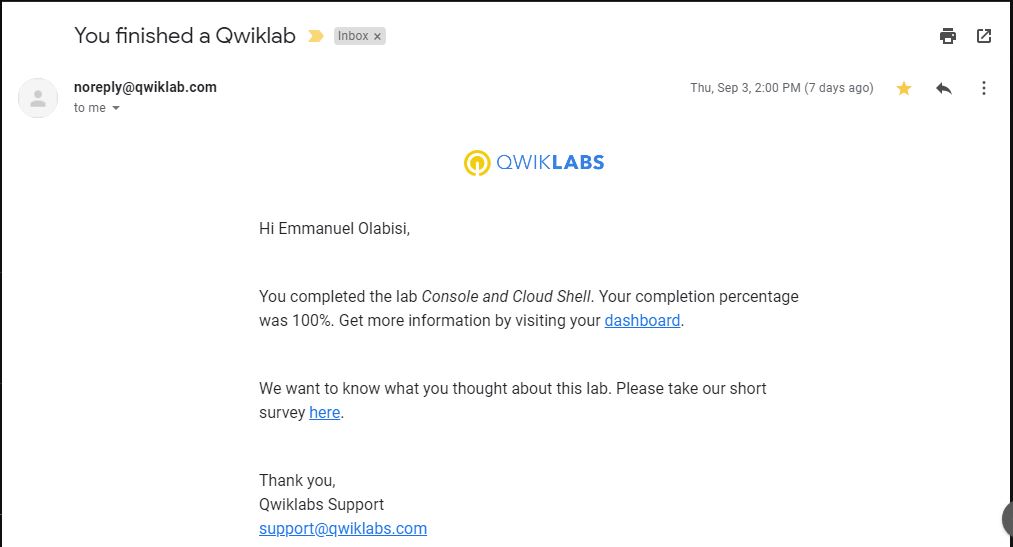 You finished a Qwiklab
Inbox x
noreply@qwiklab.com
Thu, Sep 3, 2:00 PM (7 days ago)
to me
QWIKLABS
Hi Emmanuel Olabisi,
You completed the lab Console and Cloud Shell. Your completion percentage
was 100%. Get more information by visiting your dashboard.
We want to know what you thought about this lab. Please take our short
survey here.
Thank you,
Qwiklabs Support
support@qwiklabs.com